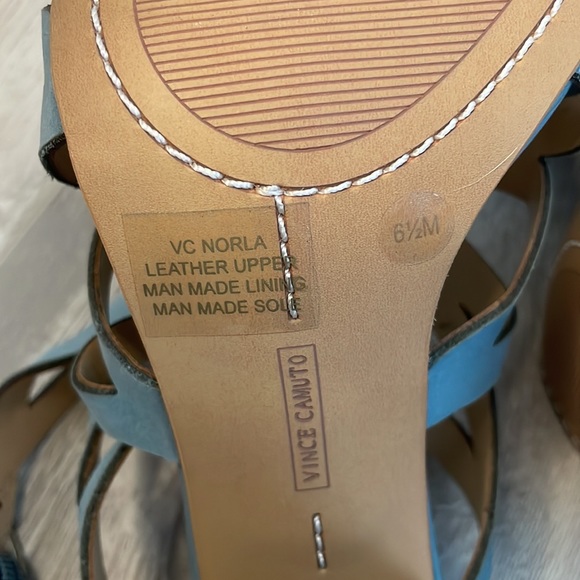 VC NORLA
LEATHER UPPER
MAN MADE LINING
MAN MADE SOLE
6½M
VINCE CAMUTO